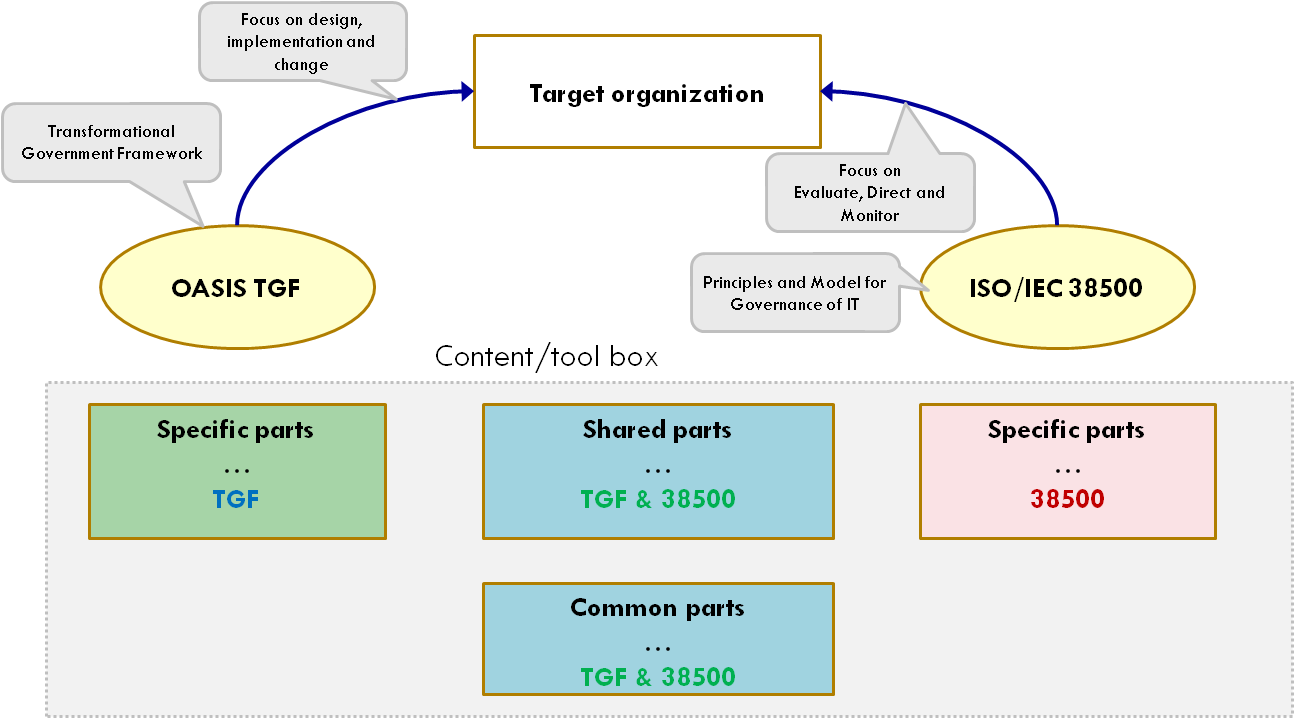 Focus on design,
implementation and
change
Target organization
Transformational
Government Framework
Focus on
Evaluate, Direct and
Monitor
OASIS TGF
Principles and Model for
Governance of IT
ISO/IEC 38500
Content/tool box
Specific parts
...
TGF
Shared parts
...
TGF & 38500
Specific parts
...
38500
Common parts
...
TGF & 38500